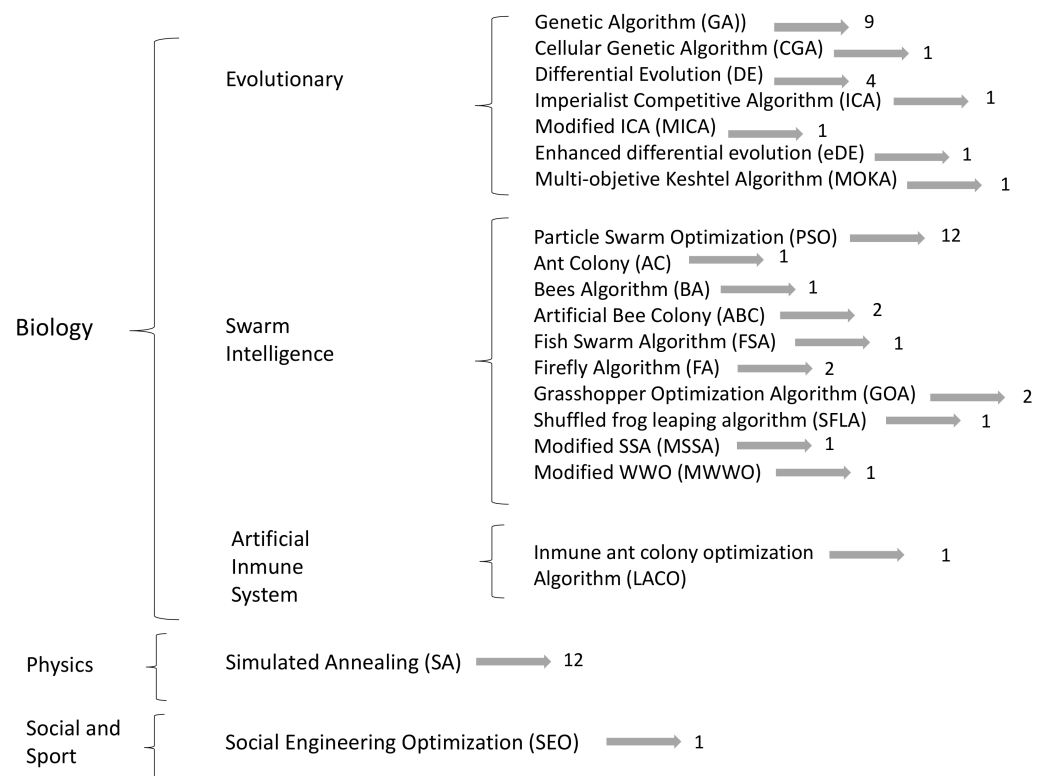 Genetic Algorithm (GA)) 9
Cellular Genetic Algorithm (CGA) 1
Evolutionary
Differential Evolution (DE) 4
Imperialist Competitive Algorithm (ICA) 1
Modified ICA (MICA) 1
Enhanced differential evolution (eDE) 1
Multi-objetive Keshtel Algorithm (MOKA) 1
Biology
Swarm
Intelligence
Particle Swarm Optimization (PSO) 12
Ant Colony (AC) 1
Bees Algorithm (BA) 1
Artificial Bee Colony (ABC) 2
Fish Swarm Algorithm (FSA) 1
Firefly Algorithm (FA) 2
Grasshopper Optimization Algorithm (GOA) 2
Shuffled frog leaping algorithm (SFLA) 1
Modified SSA (MSSA) 1
Modified WWO (MWWO) 1
Artificial
Inmune
System
Inmune ant colony optimization 1
Algorithm (LACO)
Physics
Simulated Annealing (SA) 12
Social and
Sport
Social Engineering Optimization (SEO) 1